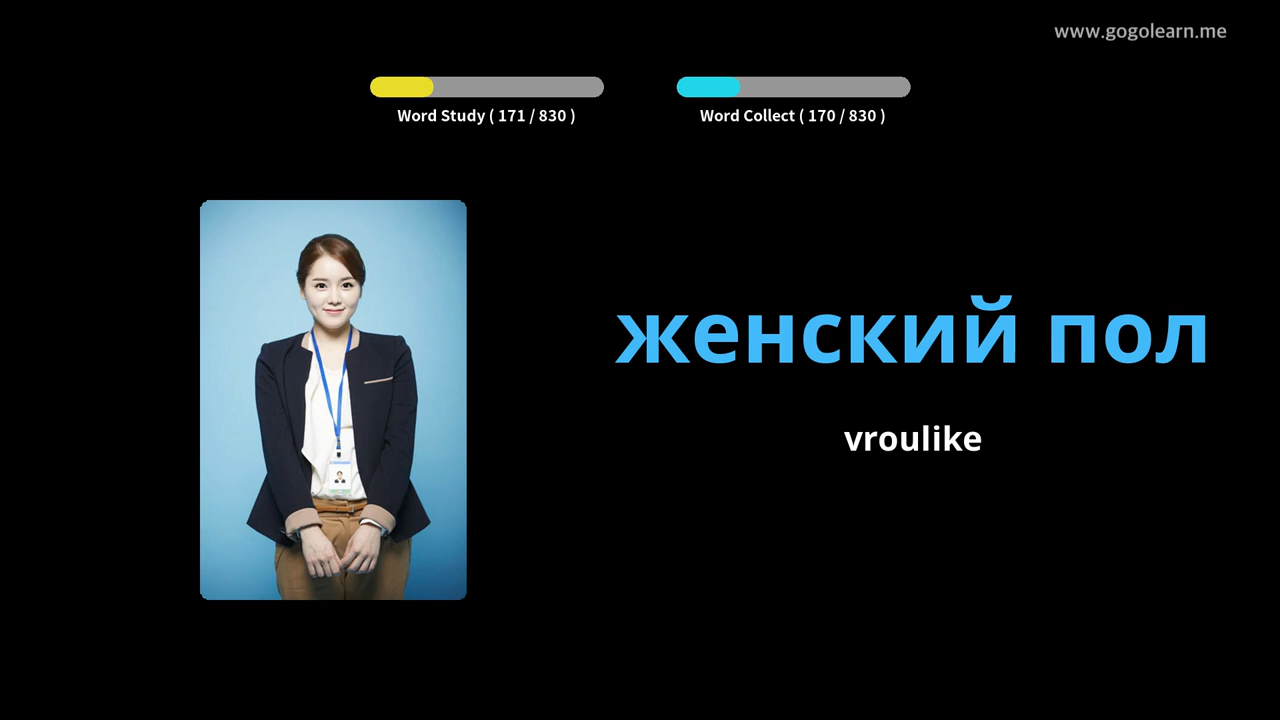 www.gogolearn.me
Word Study ( 171 / 830 )
Word Collect ( 170 / 830 )
женский пол
vroulike